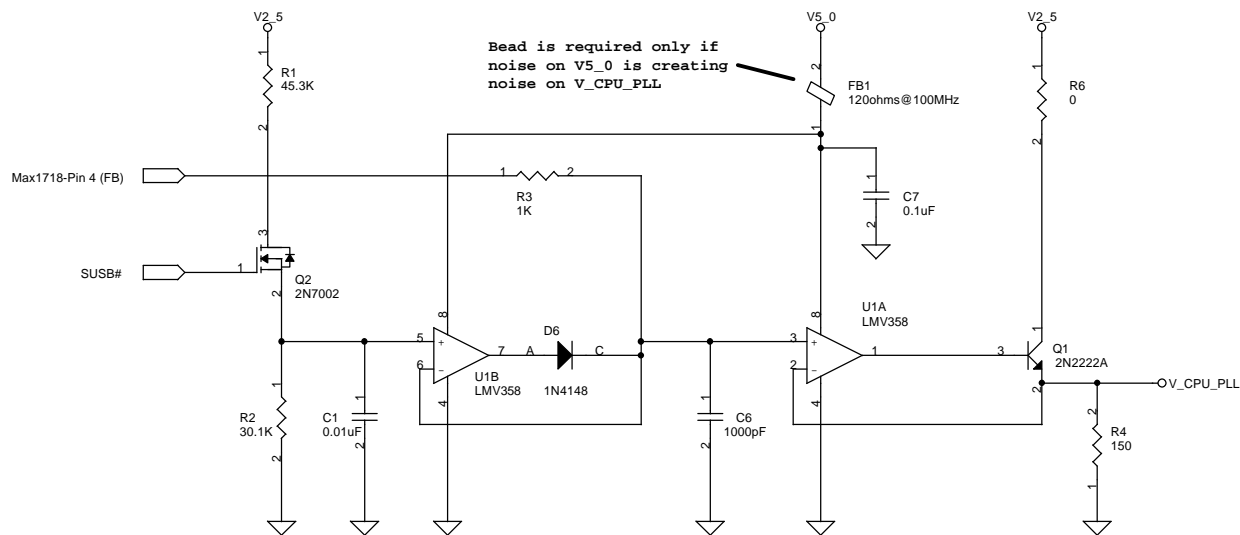 V2_5
V5_0
V2_5
Bead is required only if
noise on V5_0 is creating
noise on V_CPU_PLL
1
R1
45.3K
2
2
FB1
120ohms@100MHz
1
1
R6
0
2
Max1718-Pin 4 (FB)
1
2
R3
1K
1
C7
0.1uF
2
3
SUSB#
1
Q2
2N7002
2
8
5
+
6
−
7
U1B
LMV358
4
A
D6
C
1N4148
8
U1A
LMV358
3
+
2
−
1
4
1
3
Q1
2N2222A
2
V_CPU_PLL
1
R2
30.1K
2
1
C1
0.01uF
2
1
C6
1000pF
2
2
R4
150
1